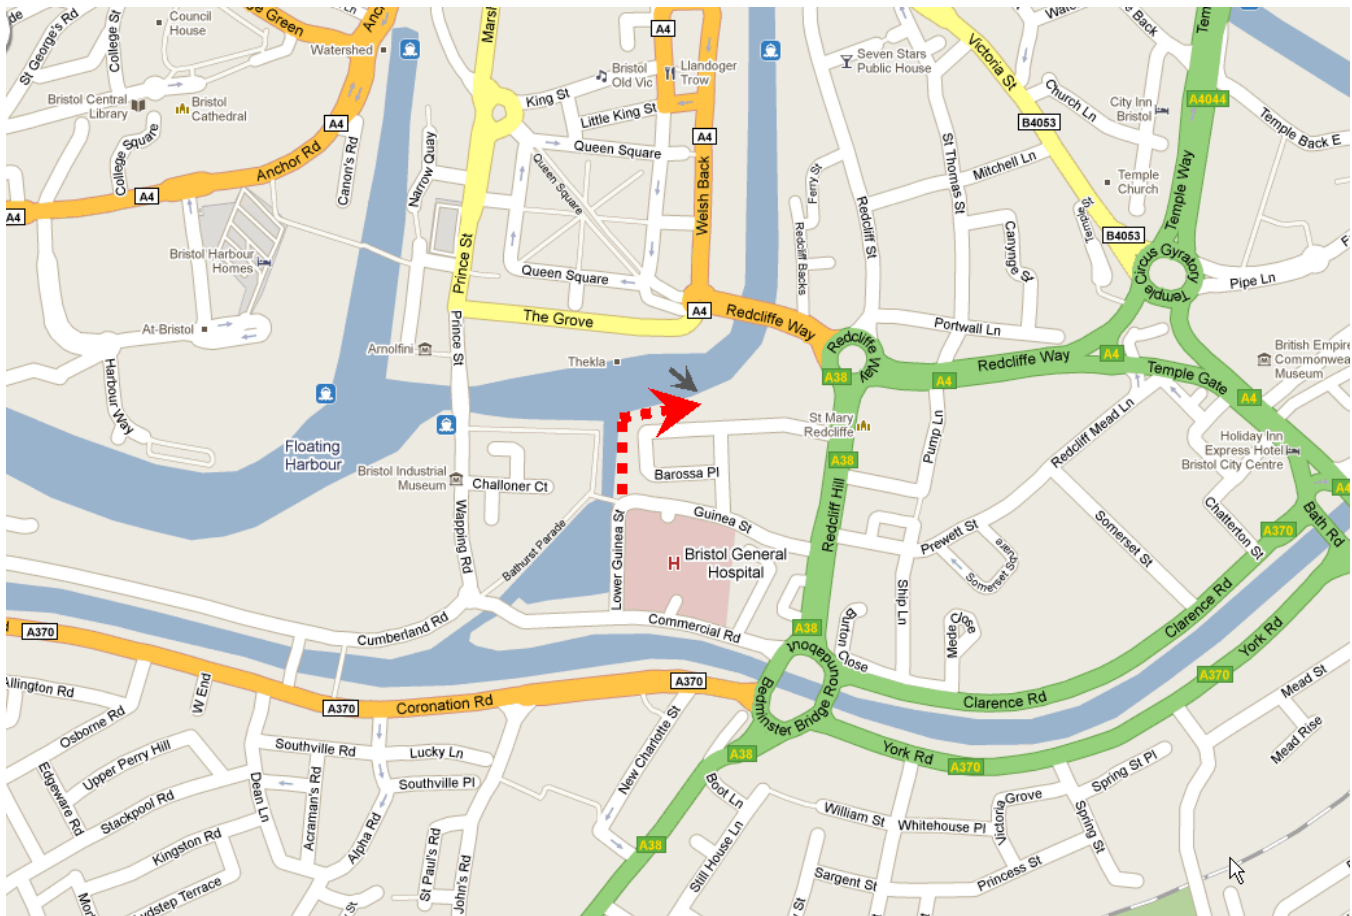 Council
House
Watershed
St George's Rd
College St
Bristol Central
Library
Bristol
Cathedral
College Square
Canon's Rd
A4
Anchor Rd
A4
A4
Narrow Quay
Bristol Harbour
Homes
At-Bristol
Harbour Way
Arnolfini
Prince St
Prince St
King St
Little King St
Bristol
Old Vic
Llandoger
Trow
A4
A4
Queen Square
Queen Square
Queen Square
Welsh Back
The Grove
A4
Thekla
Redcliffe Way
Seven Stars
Public House
Victoria St
Church Ln
City Inn
Bristol
A4044
Temple Back E
B4053
Mitchell Ln
St Thomas St
Ferry St
Redcliff St
Redcliff Backs
Canynge St
Temple
Church
B4053
Temple Way
Temple Circus Gyratory
Pipe Ln
Portwall Ln
Redcliffe Way
Redcliffe Way
A38
A4
A4
Temple Gate
A4
British Empire
Museum
Floating
Harbour
Bristol Industrial
Museum
Challoner Ct
Wapping Rd
Bathurst Parade
Lower Guinea St
Barossa Pl
Guinea St
St Mary
Redcliffe
A38
Redcliff Hill
Pump Ln
Redcliff Mead Ln
Holiday Inn
Express Hotel
Bristol City Centre
A4
Chatterton St
A370
Bath Rd
Somerset St
Prewett St
Somerset Square
Ship Ln
Bristol General
Hospital
H
Commercial Rd
Cumberland Rd
A38
Burton Close
Mede Close
Clarence Rd
Clarence Rd
York Rd
A370
A370
Allington Rd
W End
Osborne Rd
A370
Coronation Rd
A370
Bedminster Bridge Roundabout
York Rd
A370
A38
Mead St
Mead Rise
Upper Perry Hill
Edgeware Rd
Stackpool Rd
Southville Rd
Lucky Ln
Southville Pl
Dean Ln
Acraman's Rd
Alpha Rd
Kingston Rd
St Paul's Rd
John's Rd
New Charlotte St
Boot Ln
A38
Still House Ln
William St
Whitehouse Pl
Victoria Grove
Spring St Pl
Spring St
Princess St
Sargent St